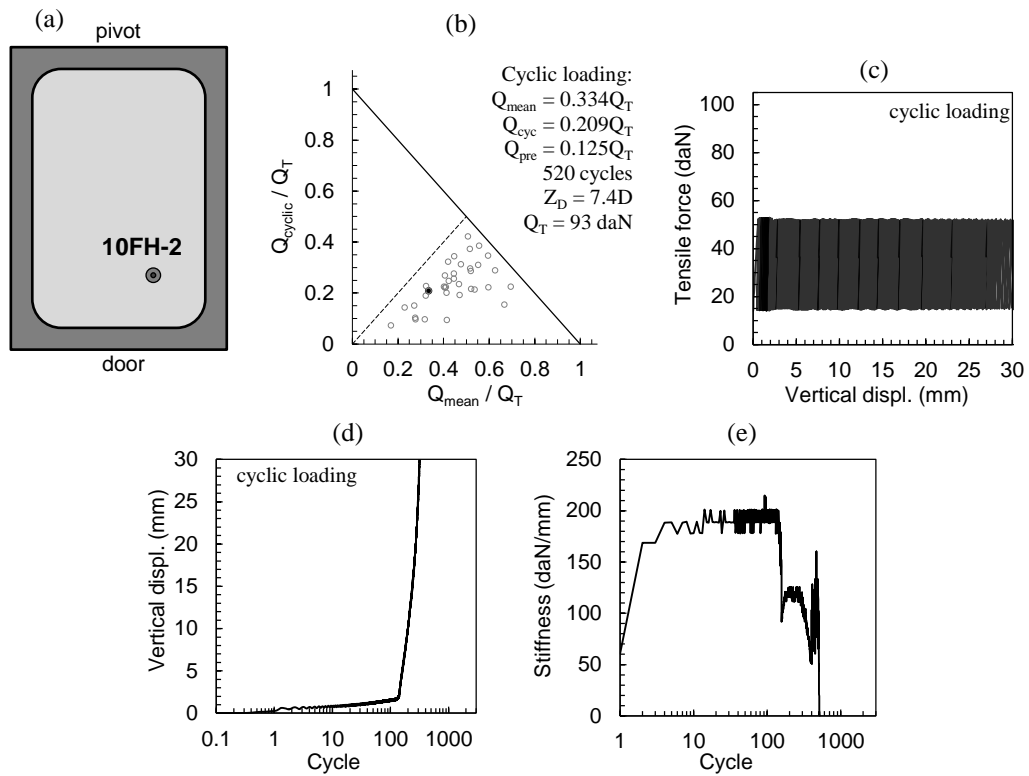 (a)
pivot
10FH-2
door
(b)
Cyclic loading:
Q_mean = 0.334Q_T
Q_cyc = 0.209Q_T
Q_pre = 0.125Q_T
520 cycles
Z_D = 7.4D
Q_T = 93 daN
1
0.8
0.6
0.4
0.2
0
Q_cyclic / Q_T
0 0.2 0.4 0.6 0.8 1
Q_mean / Q_T
(c)
cyclic loading
100
80
60
40
20
0
Tensile force (daN)
0 5 10 15 20 25 30
Vertical displ. (mm)
(d)
cyclic loading
30
25
20
15
10
5
0
Vertical displ. (mm)
0.1 1 10 100 1000
Cycle
(e)
250
200
150
100
50
0
Stiffness (daN/mm)
1 10 100 1000
Cycle